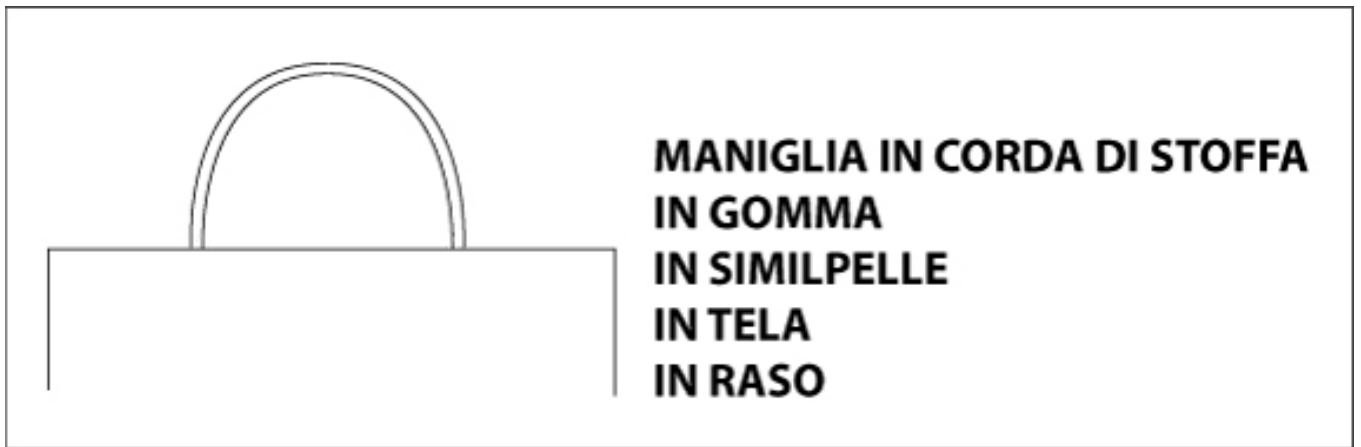 MANIGLIA IN CORDA DI STOFFA
IN GOMMA
IN SIMILPELLE
IN TELA
IN RASO